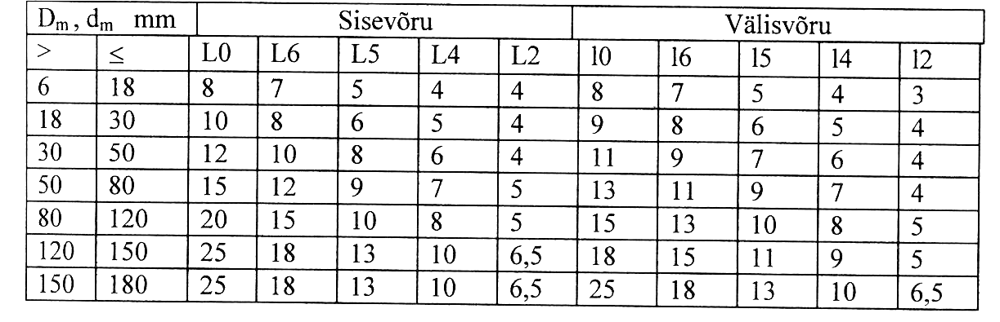 Dm , dm mm Sisevõru Välisvõru
> ≤ L0 L6 L5 L4 L2 l0 l6 l5 l4 l2
6 18 8 7 5 4 4 8 7 5 4 3
18 30 10 8 6 5 4 9 8 6 5 4
30 50 12 10 8 6 4 11 9 7 6 4
50 80 15 12 9 7 5 13 11 9 7 4
80 120 20 15 10 8 5 15 13 10 8 5
120 150 25 18 13 10 6,5 18 15 11 9 5
150 180 25 18 13 10 6,5 25 18 13 10 6,5